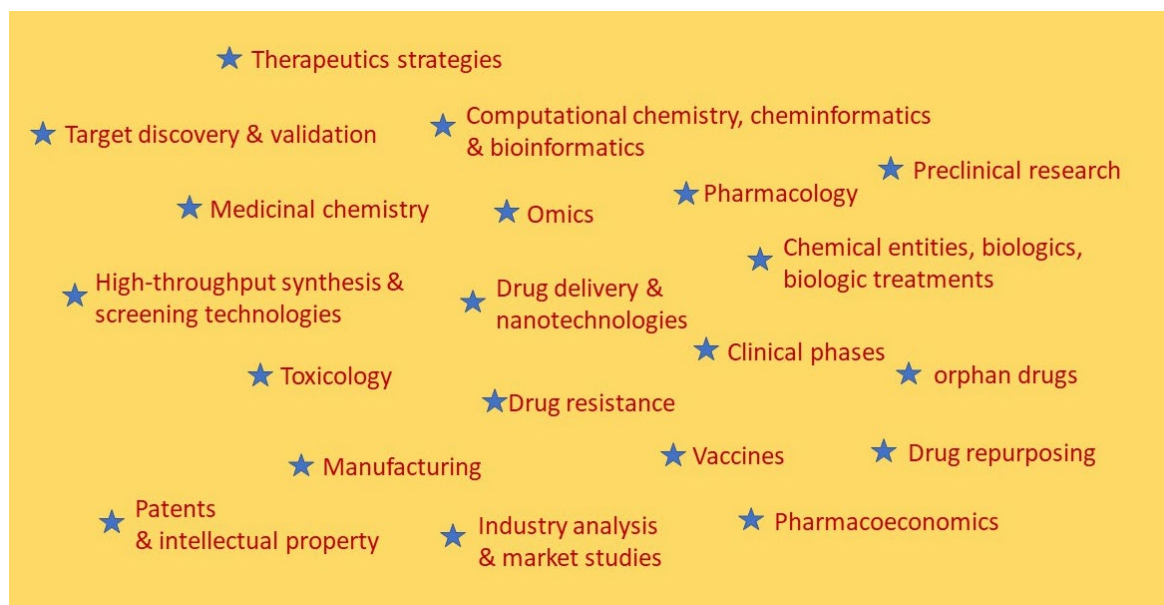 Therapeutics strategies
Target discovery & validation
Computational chemistry, cheminformatics
& bioinformatics
Preclinical research
Medicinal chemistry
Omics
Pharmacology
Chemical entities, biologics,
biologic treatments
High-throughput synthesis &
screening technologies
Drug delivery &
nanotechnologies
Clinical phases
Toxicology
orphan drugs
Drug resistance
Manufacturing
Vaccines
Drug repurposing
Patents
& intellectual property
Industry analysis
& market studies
Pharmacoeconomics